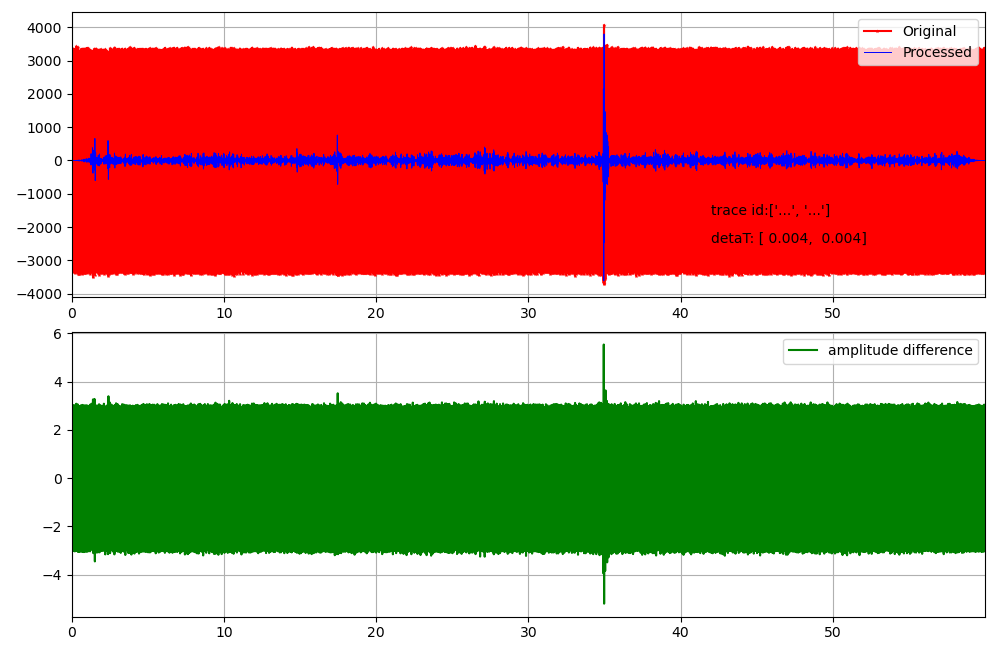 4000
3000
2000
1000
0
−1000
−2000
−3000
−4000
Original
Processed
trace id:['...', '...']
detaT: [ 0.004,  0.004]
0 10 20 30 40 50
6
4
2
0
−2
−4
amplitude difference
0 10 20 30 40 50